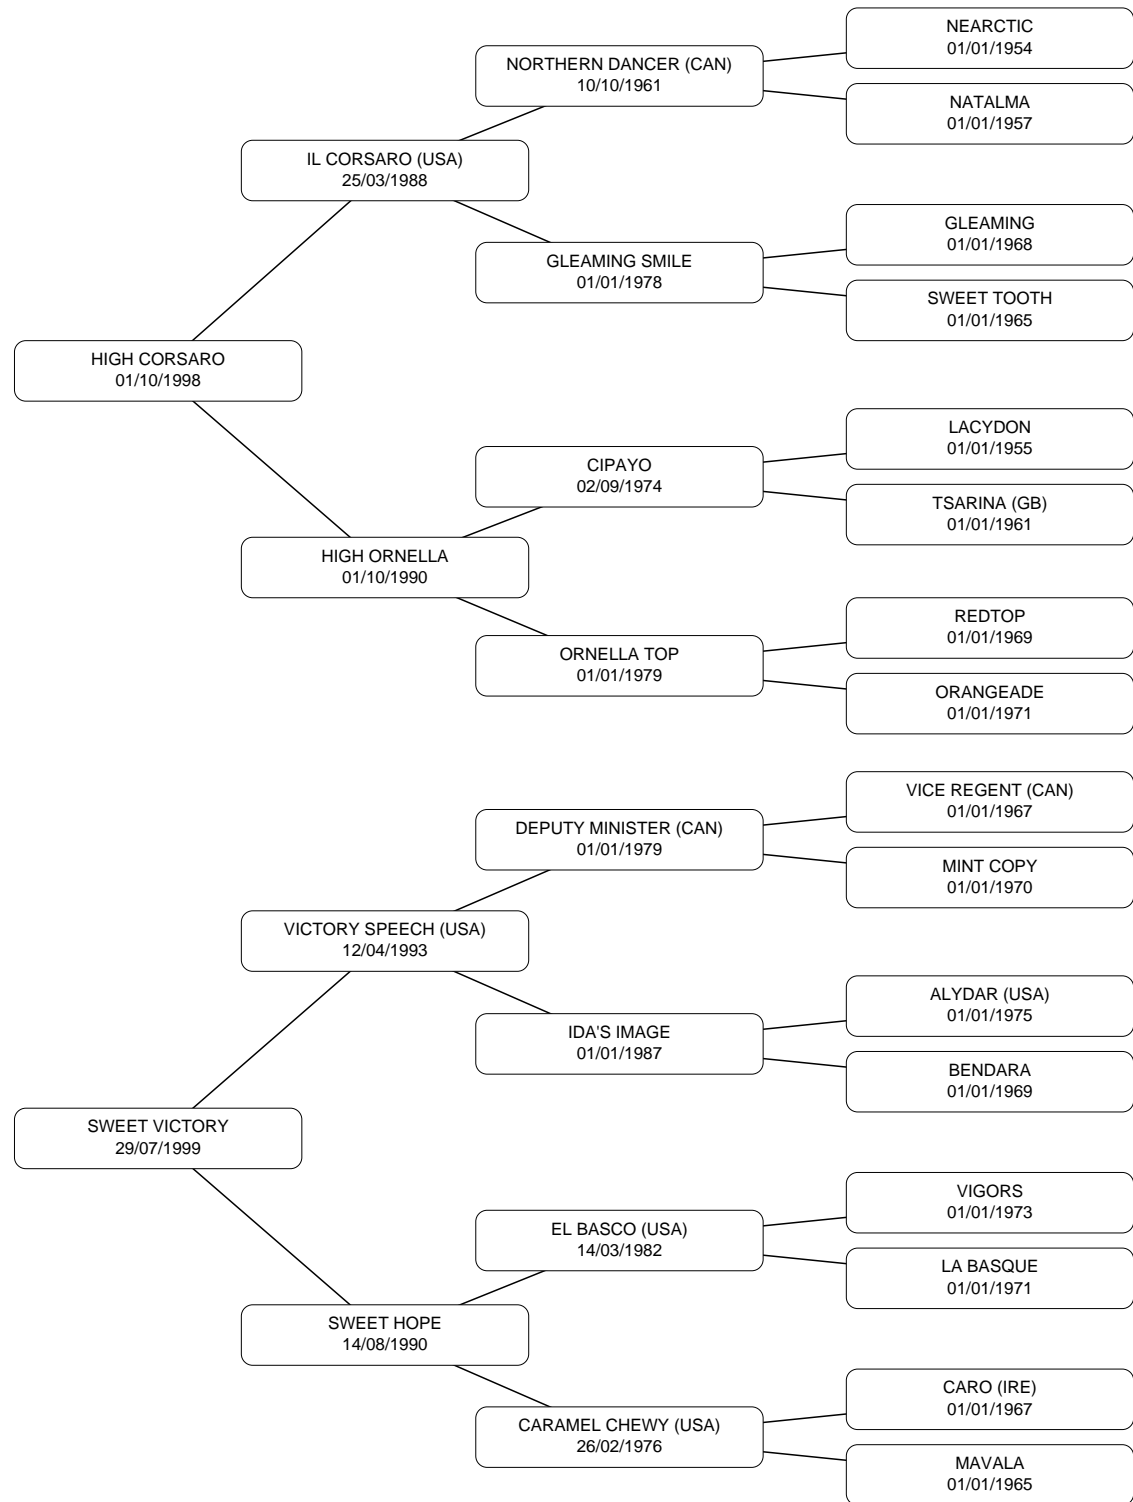 NEARCTIC
01/01/1954
NORTHERN DANCER (CAN)
10/10/1961
NATALMA
01/01/1957
IL CORSARO (USA)
25/03/1988
GLEAMING
01/01/1968
GLEAMING SMILE
01/01/1978
SWEET TOOTH
01/01/1965
HIGH CORSARO
01/10/1998
LACYDON
01/01/1955
CIPAYO
02/09/1974
TSARINA (GB)
01/01/1961
HIGH ORNELLA
01/10/1990
REDTOP
01/01/1969
ORNELLA TOP
01/01/1979
ORANGEADE
01/01/1971
VICE REGENT (CAN)
01/01/1967
DEPUTY MINISTER (CAN)
01/01/1979
MINT COPY
01/01/1970
VICTORY SPEECH (USA)
12/04/1993
ALYDAR (USA)
01/01/1975
IDA'S IMAGE
01/01/1987
BENDARA
01/01/1969
SWEET VICTORY
29/07/1999
VIGORS
01/01/1973
EL BASCO (USA)
14/03/1982
LA BASQUE
01/01/1971
SWEET HOPE
14/08/1990
CARO (IRE)
01/01/1967
CARAMEL CHEWY (USA)
26/02/1976
MAVALA
01/01/1965